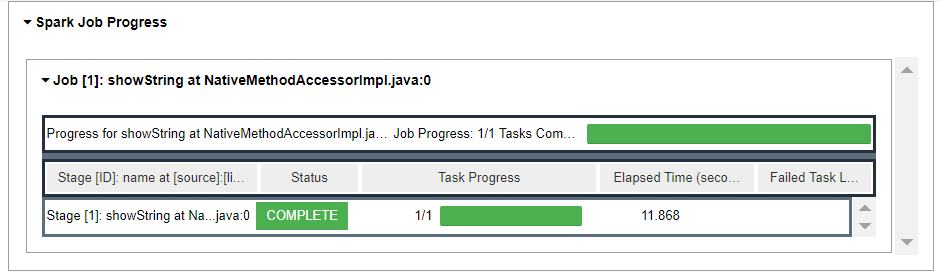 Spark Job Progress
Job [1]: showString at NativeMethodAccessorImpl.java:0
Progress for showString at NativeMethodAccessorImpl.ja... Job Progress: 1/1 Tasks Com...
Stage [ID]: name at [source]:[li... Status Task Progress Elapsed Time (seco... Failed Task L...
Stage [1]: showString at Na...java:0 COMPLETE 1/1 11.868